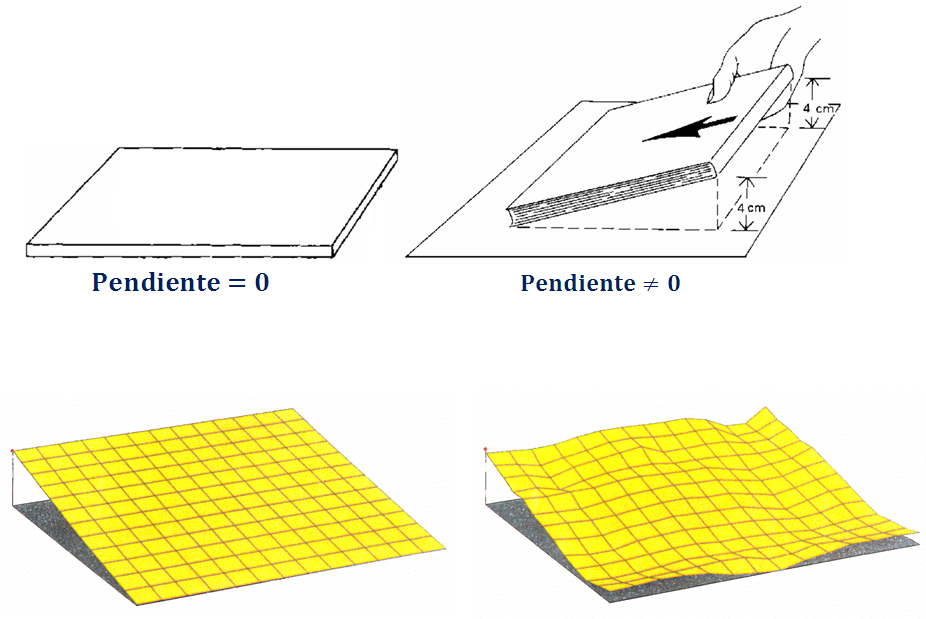 4 cm
4 cm
Pendiente = 0
Pendiente ≠ 0